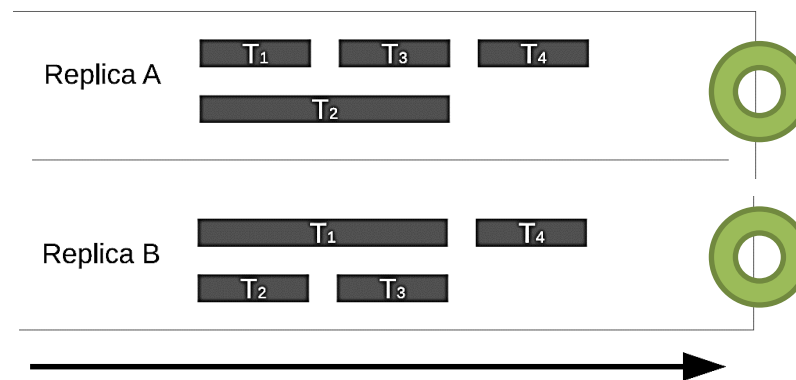 T1 T3 T4
Replica A
T2
T1 T4
Replica B
T2 T3